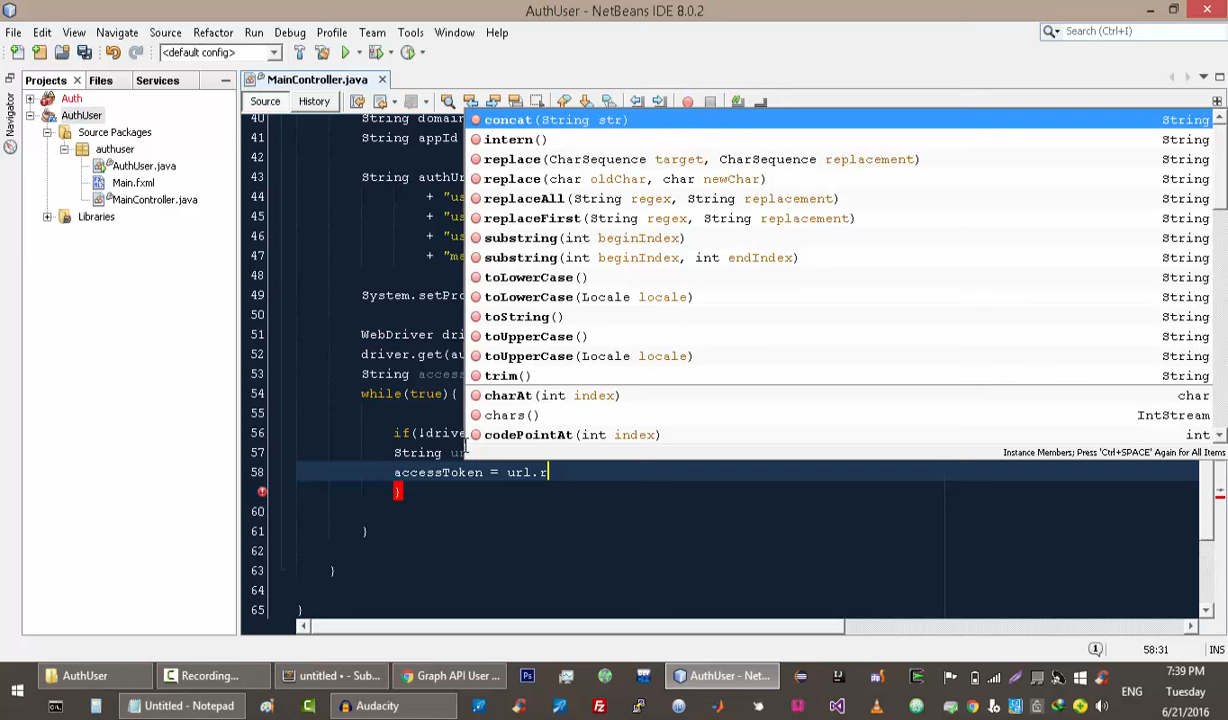 AuthUser - NetBeans IDE 8.0.2
File Edit View Navigate Source Refactor Run Debug Profile Team Tools Window Help
Search (Ctrl+I)
<default config>
Projects Files Services
MainController.java
Navigator
Source History
Auth
AuthUser
Source Packages
authuser
AuthUser.java
Main.fxml
MainController.java
Libraries
40 String domain
41 String appId
42
43 String authUr
44 + "us
45 + "us
46 + "us
47 + "ma
48
49 System.setPro
50
51 WebDriver dri
52 driver.get(au
53 String access
54 while(true){
55
56 if(!drive
57 String ur
58 accessToken = url.r
}
60
61 }
62
63 }
64
65 }
concat(String str) String
intern() String
replace(CharSequence target, CharSequence replacement) String
replace(char oldChar, char newChar) String
replaceAll(String regex, String replacement) String
replaceFirst(String regex, String replacement) String
substring(int beginIndex) String
substring(int beginIndex, int endIndex) String
toLowerCase() String
toLowerCase(Locale locale) String
toString() String
toUpperCase() String
toUpperCase(Locale locale) String
trim() String
charAt(int index) char
chars() IntStream
codePointAt(int index) int
Instance Members; Press 'Ctrl+SPACE' Again for All Items
1 58:31 INS
AuthUser
Recording...
untitled • - Sub...
Graph API User ...
AuthUser - Net...
Untitled - Notepad
Audacity
ENG
7:39 PM
Tuesday
6/21/2016